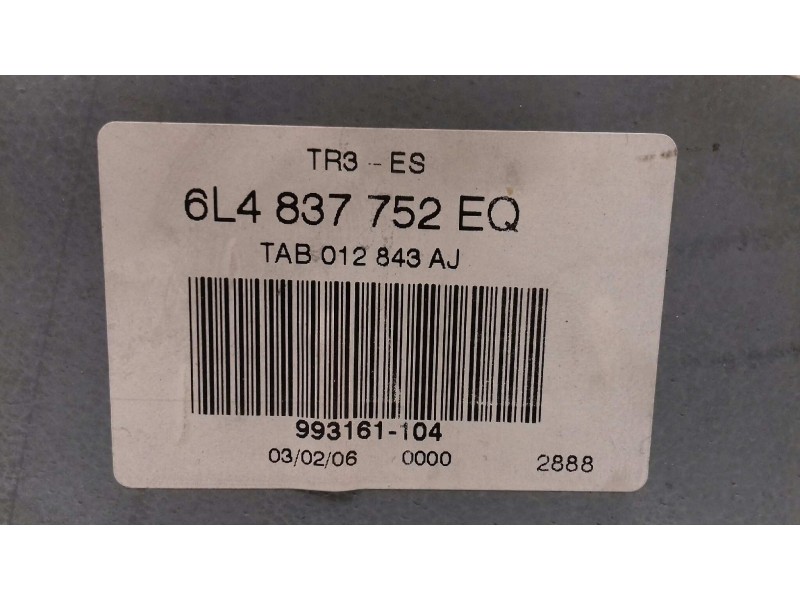 TR3 - ES
6L4 837 752 EQ
TAB 012 843 AJ
993161-104
03/02/06 0000 2888